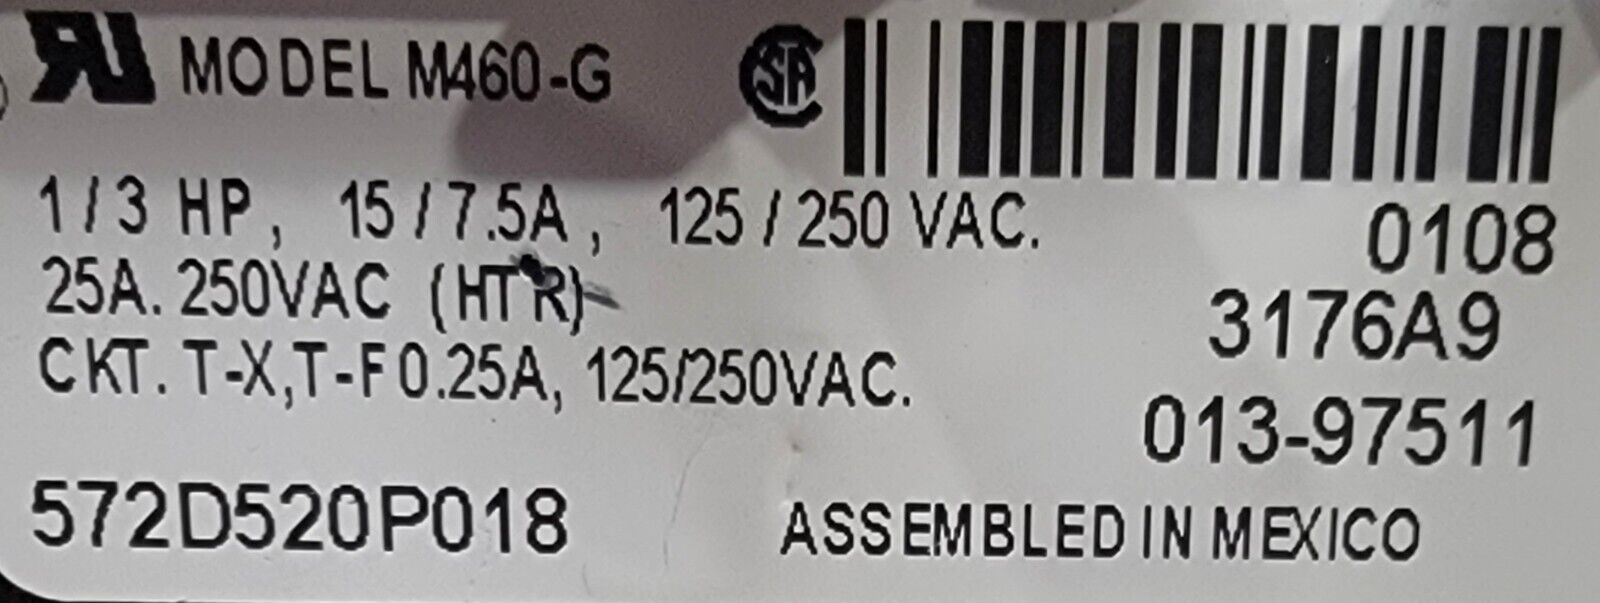 MODEL M460-G
1/3 HP, 15/7.5A, 125/250 VAC.
25A. 250VAC (HTR)
CKT. T-X,T-F 0.25A, 125/250VAC.
572D520P018
0108
3176A9
013-97511
ASSEMBLED IN MEXICO